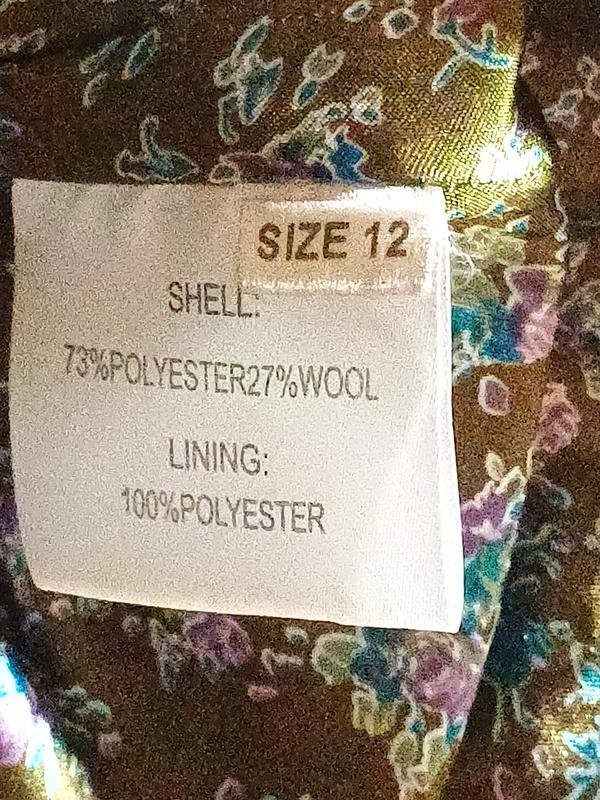 SIZE 12
SHELL:
73%POLYESTER27%WOOL
LINING:
100%POLYESTER